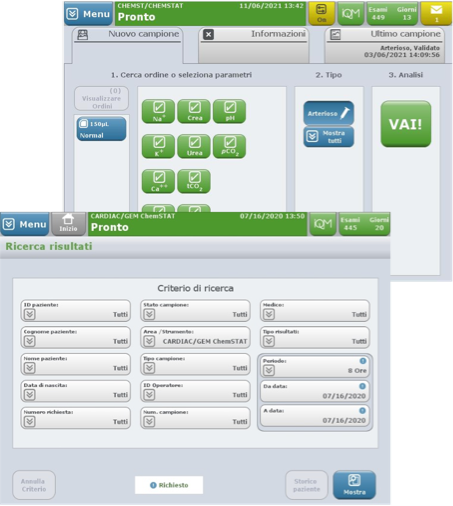 Menu
CHEMST/CHEMSTAT 11/06/2021 13:42
Pronto
On
iQM
Esami Giorni
449 13
1
Nuovo campione
Informazioni
Ultimo campione
Arterioso, Validato
03/06/2021 14:09:56
1. Cerca ordine o seleziona parametri
2. Tipo
3. Analisi
(0)
Visualizzare
Ordini
150µL
Normal
Na+ Crea pH
K+ Urea pCO2
Ca++ tCO2
Arterioso
Mostra
tutti
VAI!
Menu
Inizio
CARDIAC/GEM ChemSTAT 07/16/2020 13:50
Pronto
iQM
Esami Giorni
445 20
Ricerca risultati
Criterio di ricerca
ID paziente:
Tutti
Stato campione:
Tutti
Medico:
Tutti
Cognome paziente:
Tutti
Area /Strumento:
CARDIAC/GEM ChemSTAT
Tipo risultati:
Tutti
Nome paziente:
Tutti
Tipo campione:
Tutti
Periodo:
8 Ore
Data di nascita:
Tutti
ID Operatore:
Tutti
Da data:
07/16/2020
Numero richiesta:
Tutti
Num. campione:
Tutti
A data:
07/16/2020
Annulla
Criterio
Richiesto
Storico
paziente
Mostra